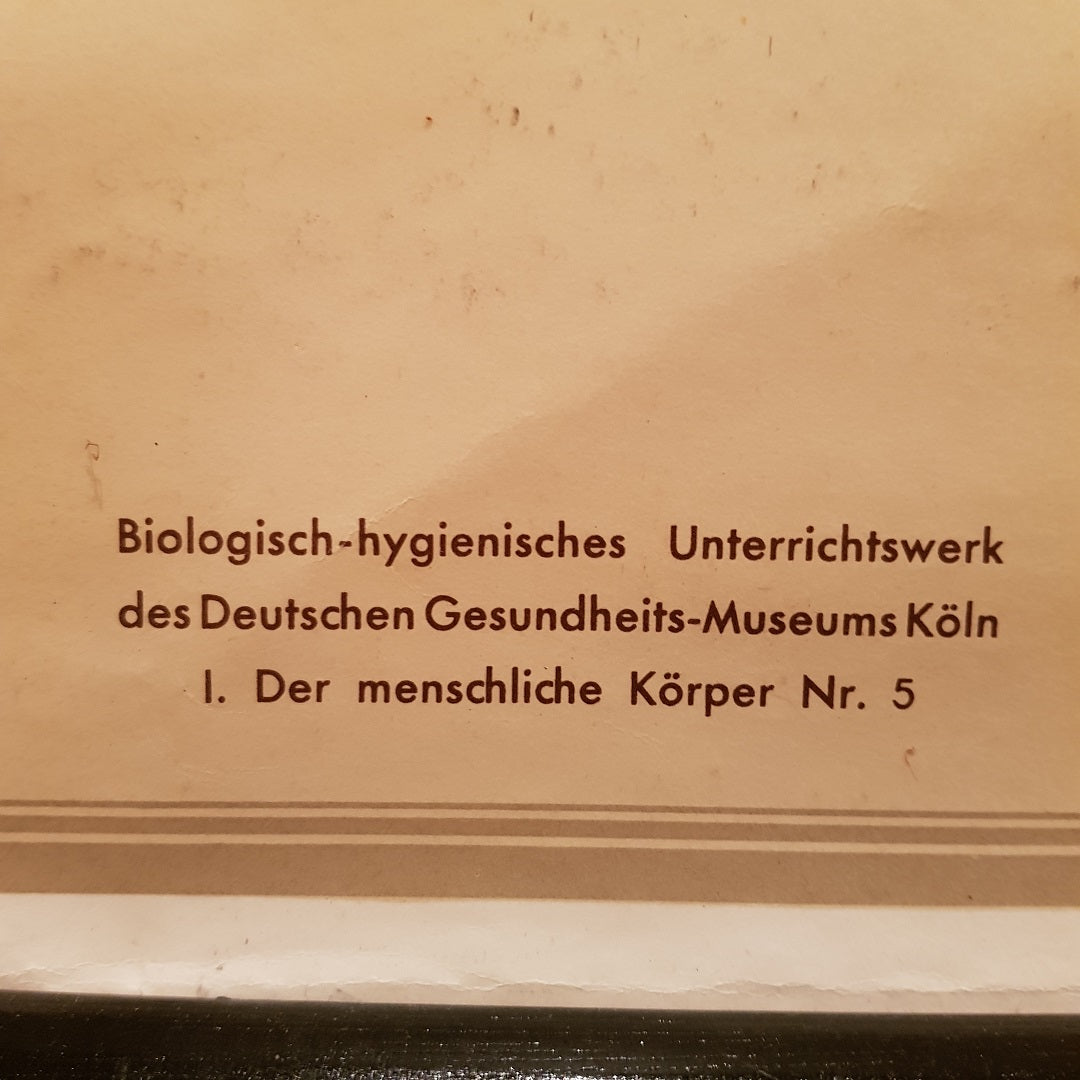 Biologisch-hygienisches Unterrichtswerk
des Deutschen Gesundheits-Museums Köln
I. Der menschliche Körper Nr. 5